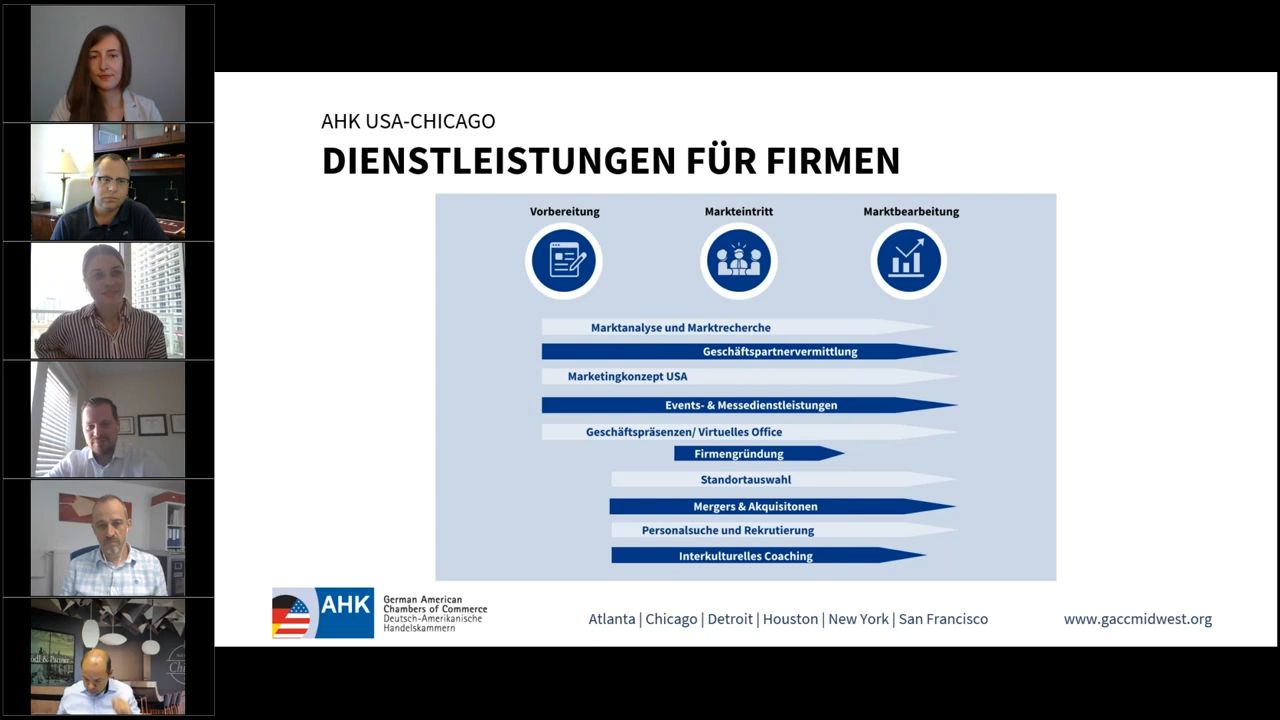 AHK USA-CHICAGO
DIENSTLEISTUNGEN FÜR FIRMEN
Vorbereitung
Markteintritt
Marktbearbeitung
Marktanalyse und Marktrecherche
Geschäftspartnervermittlung
Marketingkonzept USA
Events- & Messedienstleistungen
Geschäftspräsenzen/ Virtuelles Office
Firmengründung
Standortauswahl
Mergers & Akquisitonen
Personalsuche und Rekrutierung
Interkulturelles Coaching
AHK
German American
Chambers of Commerce
Deutsch-Amerikanische
Handelskammern
Atlanta | Chicago | Detroit | Houston | New York | San Francisco
www.gaccmidwest.org
& Partner